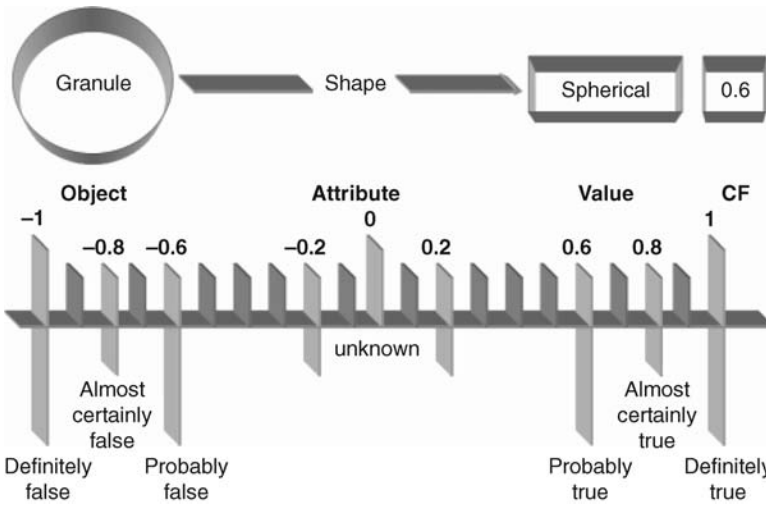 Granule Shape Spherical 0.6
Object Attribute Value CF
–1 0 1
–0.8 –0.6 –0.2 0.2 0.6 0.8
unknown
Almost
certainly
false
Almost
certainly
true
Definitely
false
Probably
false
Probably
true
Definitely
true